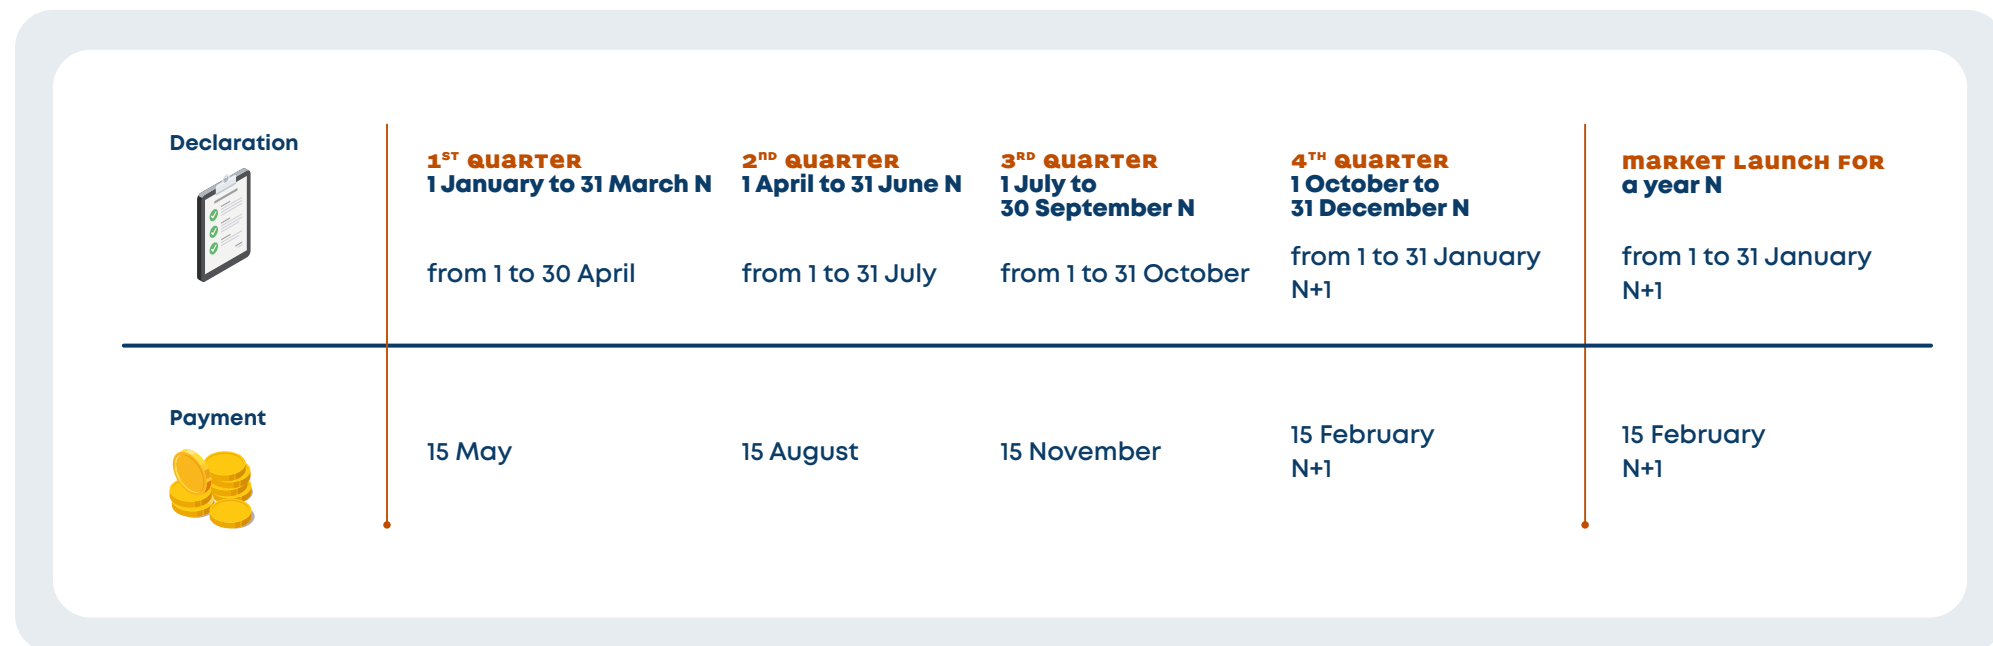 Declaration
1ST QUARTER
1 January to 31 March N
from 1 to 30 April
2ND QUARTER
1 April to 31 June N
from 1 to 31 July
3RD QUARTER
1 July to
30 September N
from 1 to 31 October
4TH QUARTER
1 October to
31 December N
from 1 to 31 January
N+1
MARKET LAUNCH FOR
a year N
from 1 to 31 January
N+1
Payment
15 May
15 August
15 November
15 February
N+1
15 February
N+1